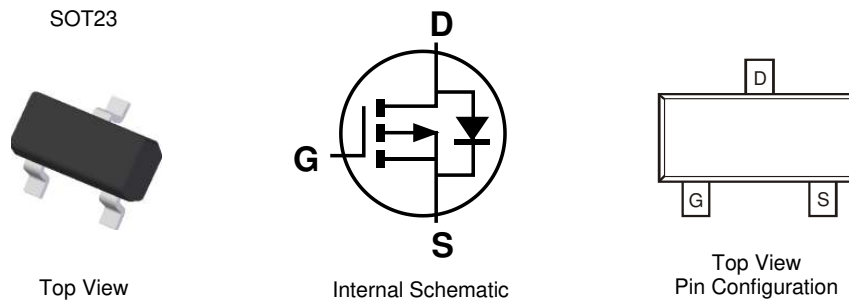 SOT23
Top View
D
G
S
Internal Schematic
D
G
S
Top View
Pin Configuration